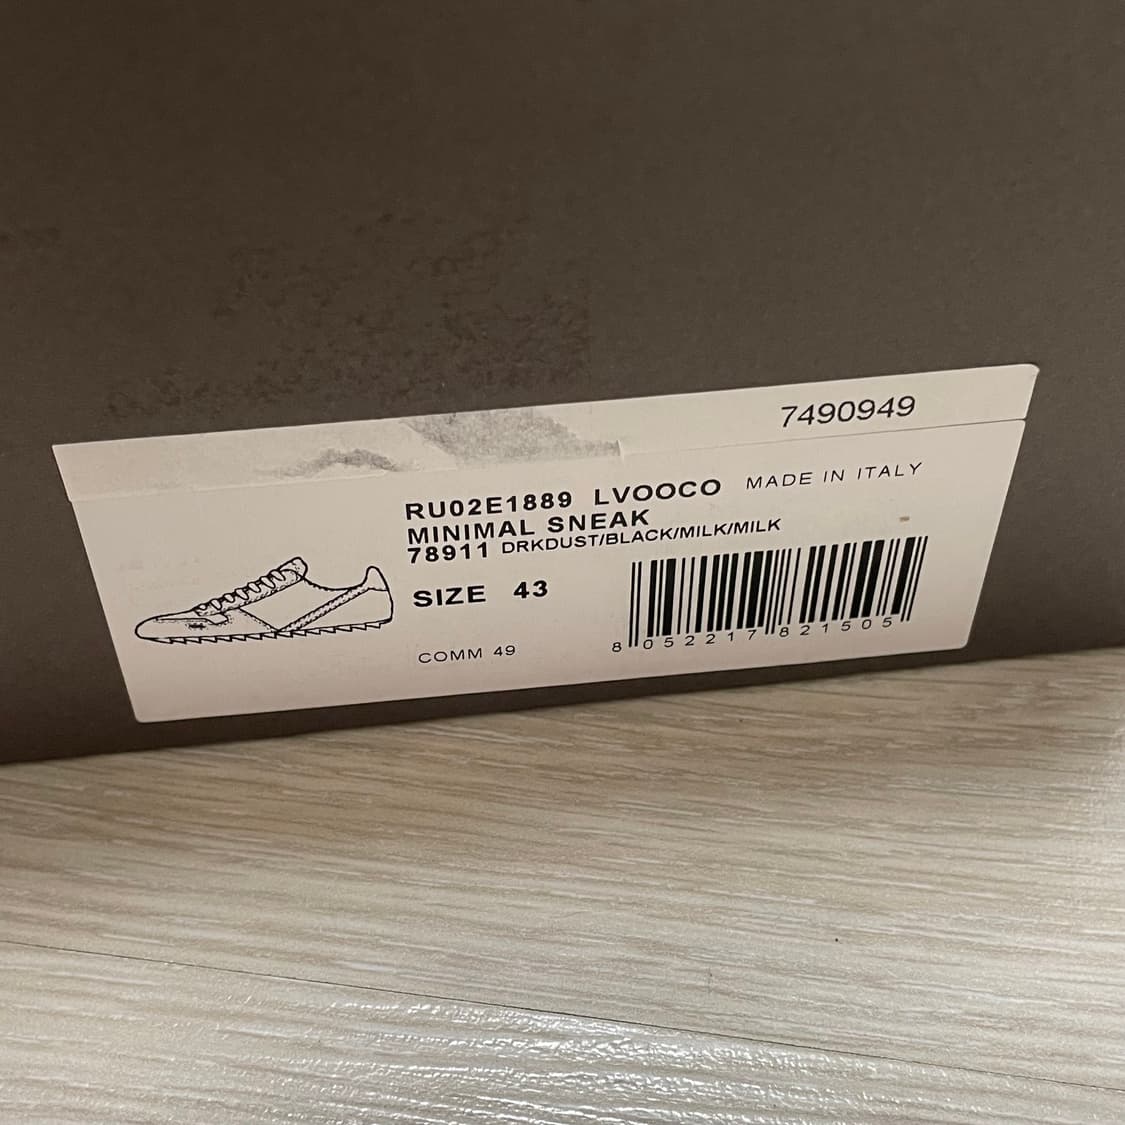 7490949
RU02E1889 LVOOCO MADE IN ITALY
MINIMAL SNEAK
78911 DRKDUST/BLACK/MILK/MILK
SIZE 43
COMM 49
8 052217 821505